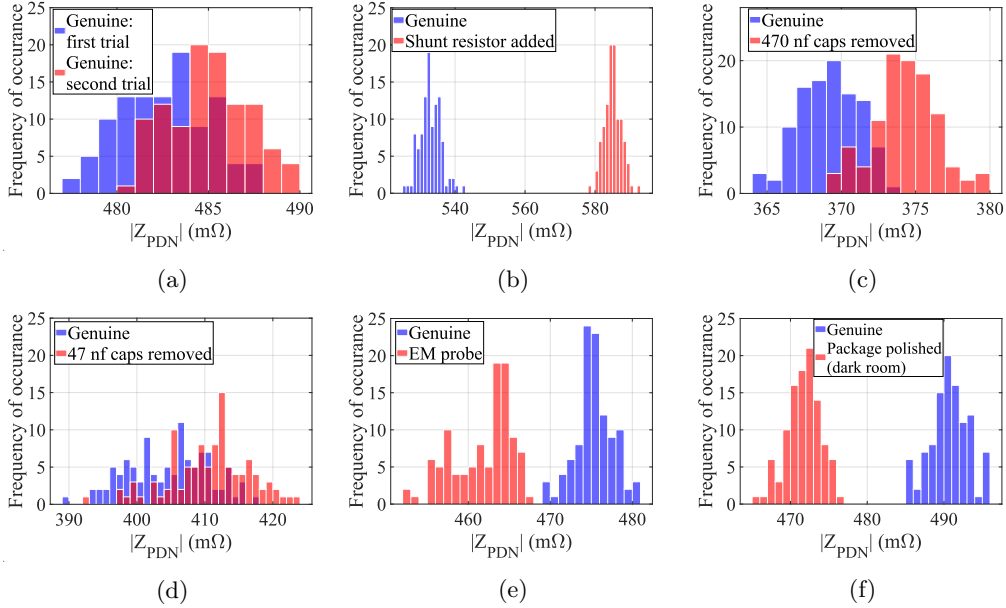 Frequency of occurance
25
20
15
10
5
0
Genuine:
first trial
Genuine:
second trial
480
485
490
|Z_PDN| (mΩ)
(a)
Frequency of occurance
25
20
15
10
5
0
Genuine
Shunt resistor added
540
560
580
|Z_PDN| (mΩ)
(b)
Frequency of occurance
20
10
0
Genuine
470 nf caps removed
365
370
375
380
|Z_PDN| (mΩ)
(c)
Frequency of occurance
25
20
15
10
5
0
Genuine
47 nf caps removed
390
400
410
420
|Z_PDN| (mΩ)
(d)
Frequency of occurance
25
20
15
10
5
0
Genuine
EM probe
460
470
480
|Z_PDN| (mΩ)
(e)
Frequency of occurance
25
20
15
10
5
0
Genuine
Package polished
(dark room)
470
480
490
|Z_PDN| (mΩ)
(f)